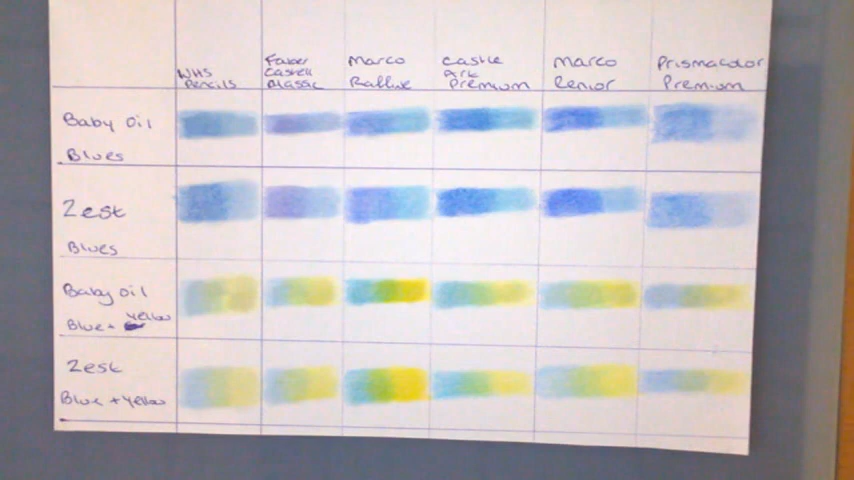 WHS
Pencils
Faber
Castell
Classic
Marco
Raffine
Castle
Art
Premium
Marco
Renior
Prismacolor
Premium
Baby Oil
Blues
Zest
Blues
Baby oil
Blue + Yellow
Zest
Blue + Yellow